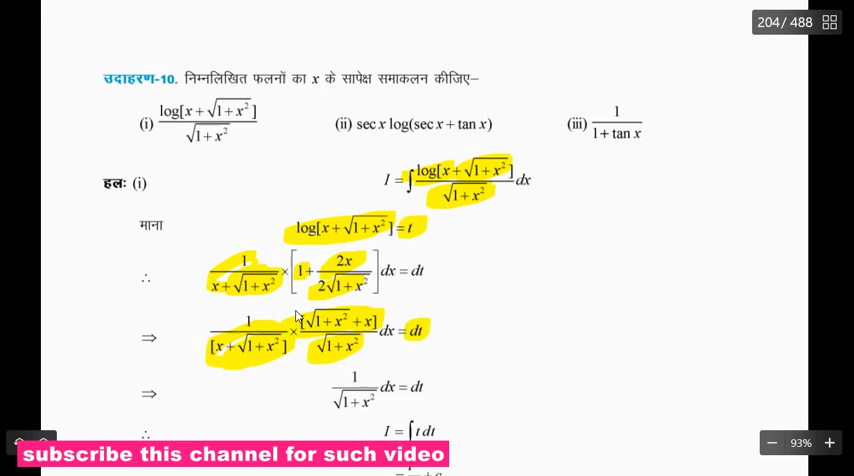 204 / 488
उदाहरण-10. निम्नलिखित फलनों का x के सापेक्ष समाकलन कीजिए–
(i) log[x + √(1 + x²)] / √(1 + x²) (ii) sec x log(sec x + tan x) (iii) 1 / (1 + tan x)
हलः (i) I = ∫ log[x + √(1 + x²)] / √(1 + x²) dx
माना log[x + √(1 + x²)] = t
∴ 1 / (x + √(1 + x²)) × [1 + 2x / (2√(1 + x²))] dx = dt
⇒ 1 / [x + √(1 + x²)] × [√(1 + x²) + x] / √(1 + x²) dx = dt
⇒ 1 / √(1 + x²) dx = dt
∴ I = ∫ t dt
subscribe this channel for such video
93%